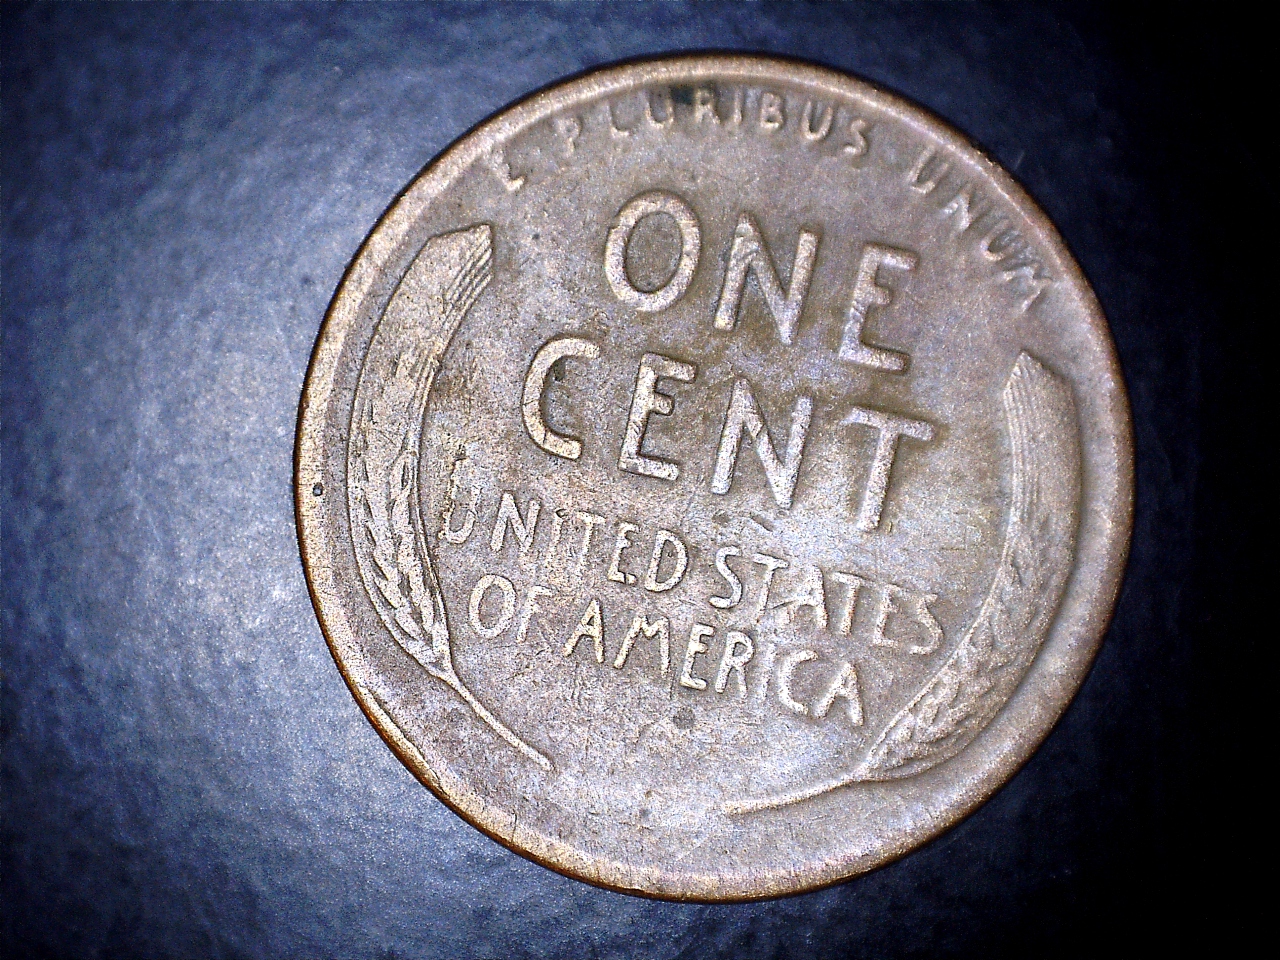 E PLURIBUS UNUM
ONE
CENT
UNITED STATES
OF AMERICA